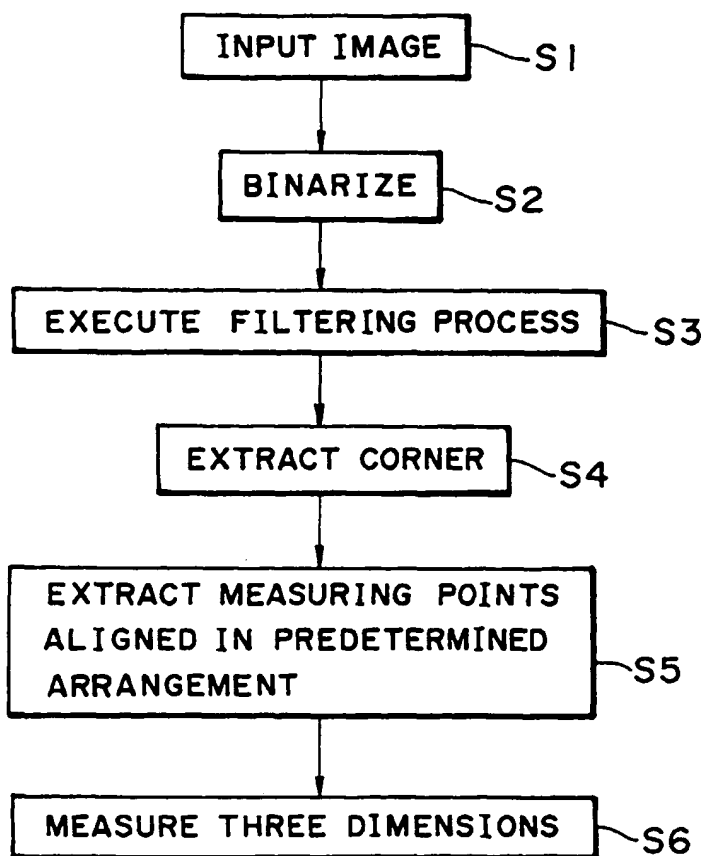 INPUT IMAGE
S1
BINARIZE
S2
EXECUTE FILTERING PROCESS
S3
EXTRACT CORNER
S4
EXTRACT MEASURING POINTS
ALIGNED IN PREDETERMINED
ARRANGEMENT
S5
MEASURE THREE DIMENSIONS
S6